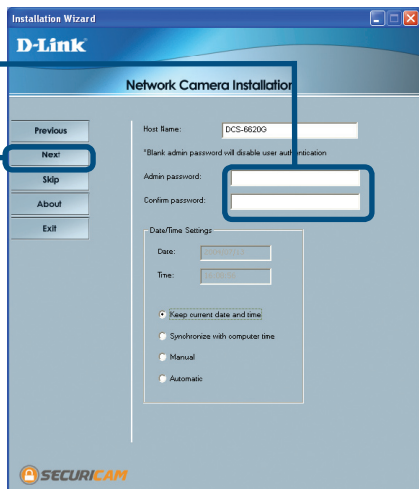 Installation Wizard
D-Link
Network Camera Installation
Previous
Next
Skip
About
Exit
Host Name: DCS-6620G
*Blank admin password will disable user authentication
Admin password:
Confirm password:
Date/Time Settings
Date:
Time:
Keep current date and time
Synchronize with computer time
Manual
Automatic
SECURICAM